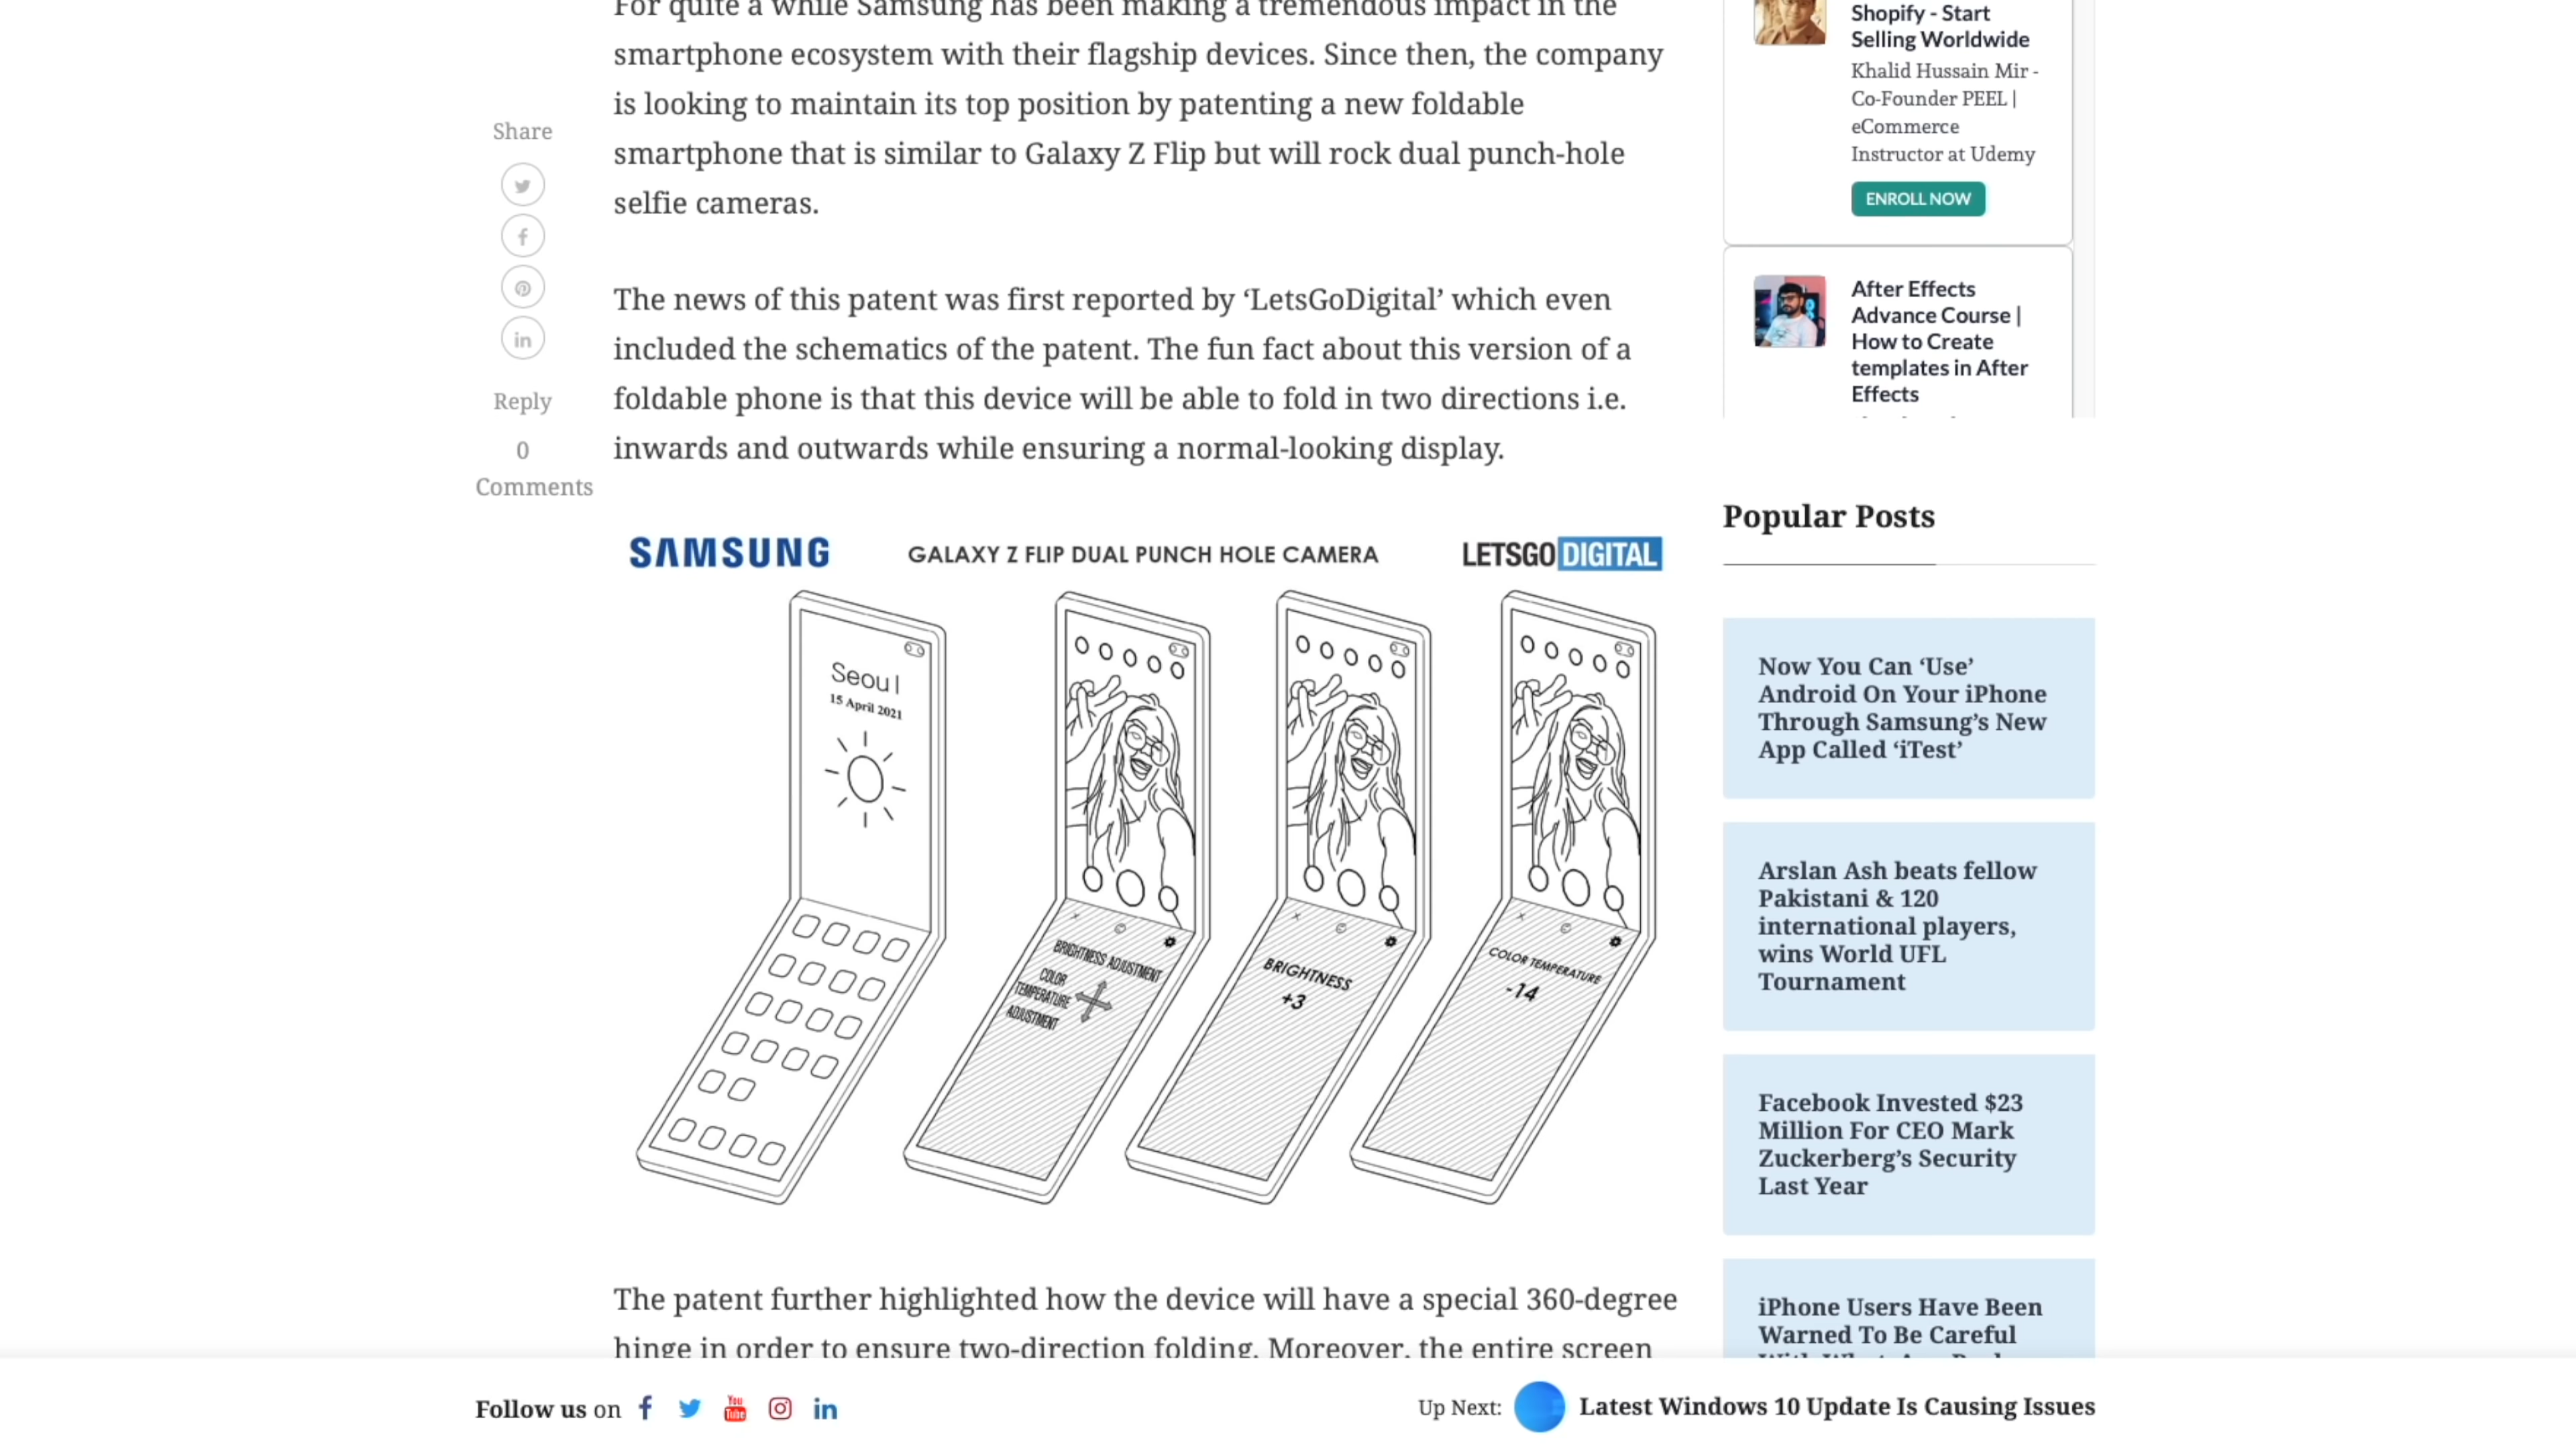 For quite a while Samsung has been making a tremendous impact in the
smartphone ecosystem with their flagship devices. Since then, the company
is looking to maintain its top position by patenting a new foldable
smartphone that is similar to Galaxy Z Flip but will rock dual punch-hole
selfie cameras.
Share
Reply
0
Comments
The news of this patent was first reported by ‘LetsGoDigital’ which even
included the schematics of the patent. The fun fact about this version of a
foldable phone is that this device will be able to fold in two directions i.e.
inwards and outwards while ensuring a normal-looking display.
SAMSUNG
GALAXY Z FLIP DUAL PUNCH HOLE CAMERA
LETSGODIGITAL
Seoul
15 April 2021
BRIGHTNESS ADJUSTMENT
COLOR
TEMPERATURE
ADJUSTMENT
BRIGHTNESS
+3
COLOR TEMPERATURE
-14
The patent further highlighted how the device will have a special 360-degree
hinge in order to ensure two-direction folding. Moreover, the entire screen
Shopify - Start
Selling Worldwide
Khalid Hussain Mir -
Co-Founder PEEL |
eCommerce
Instructor at Udemy
ENROLL NOW
After Effects
Advance Course |
How to Create
templates in After
Effects
Popular Posts
Now You Can ‘Use’
Android On Your iPhone
Through Samsung’s New
App Called ‘iTest’
Arslan Ash beats fellow
Pakistani & 120
international players,
wins World UFL
Tournament
Facebook Invested $23
Million For CEO Mark
Zuckerberg’s Security
Last Year
iPhone Users Have Been
Warned To Be Careful
Follow us on
You
Tube
Up Next:
Latest Windows 10 Update Is Causing Issues